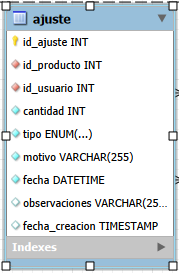 ajuste
id_ajuste INT
id_producto INT
id_usuario INT
cantidad INT
tipo ENUM(...)
motivo VARCHAR(255)
fecha DATETIME
observaciones VARCHAR(25...
fecha_creacion TIMESTAMP
Indexes